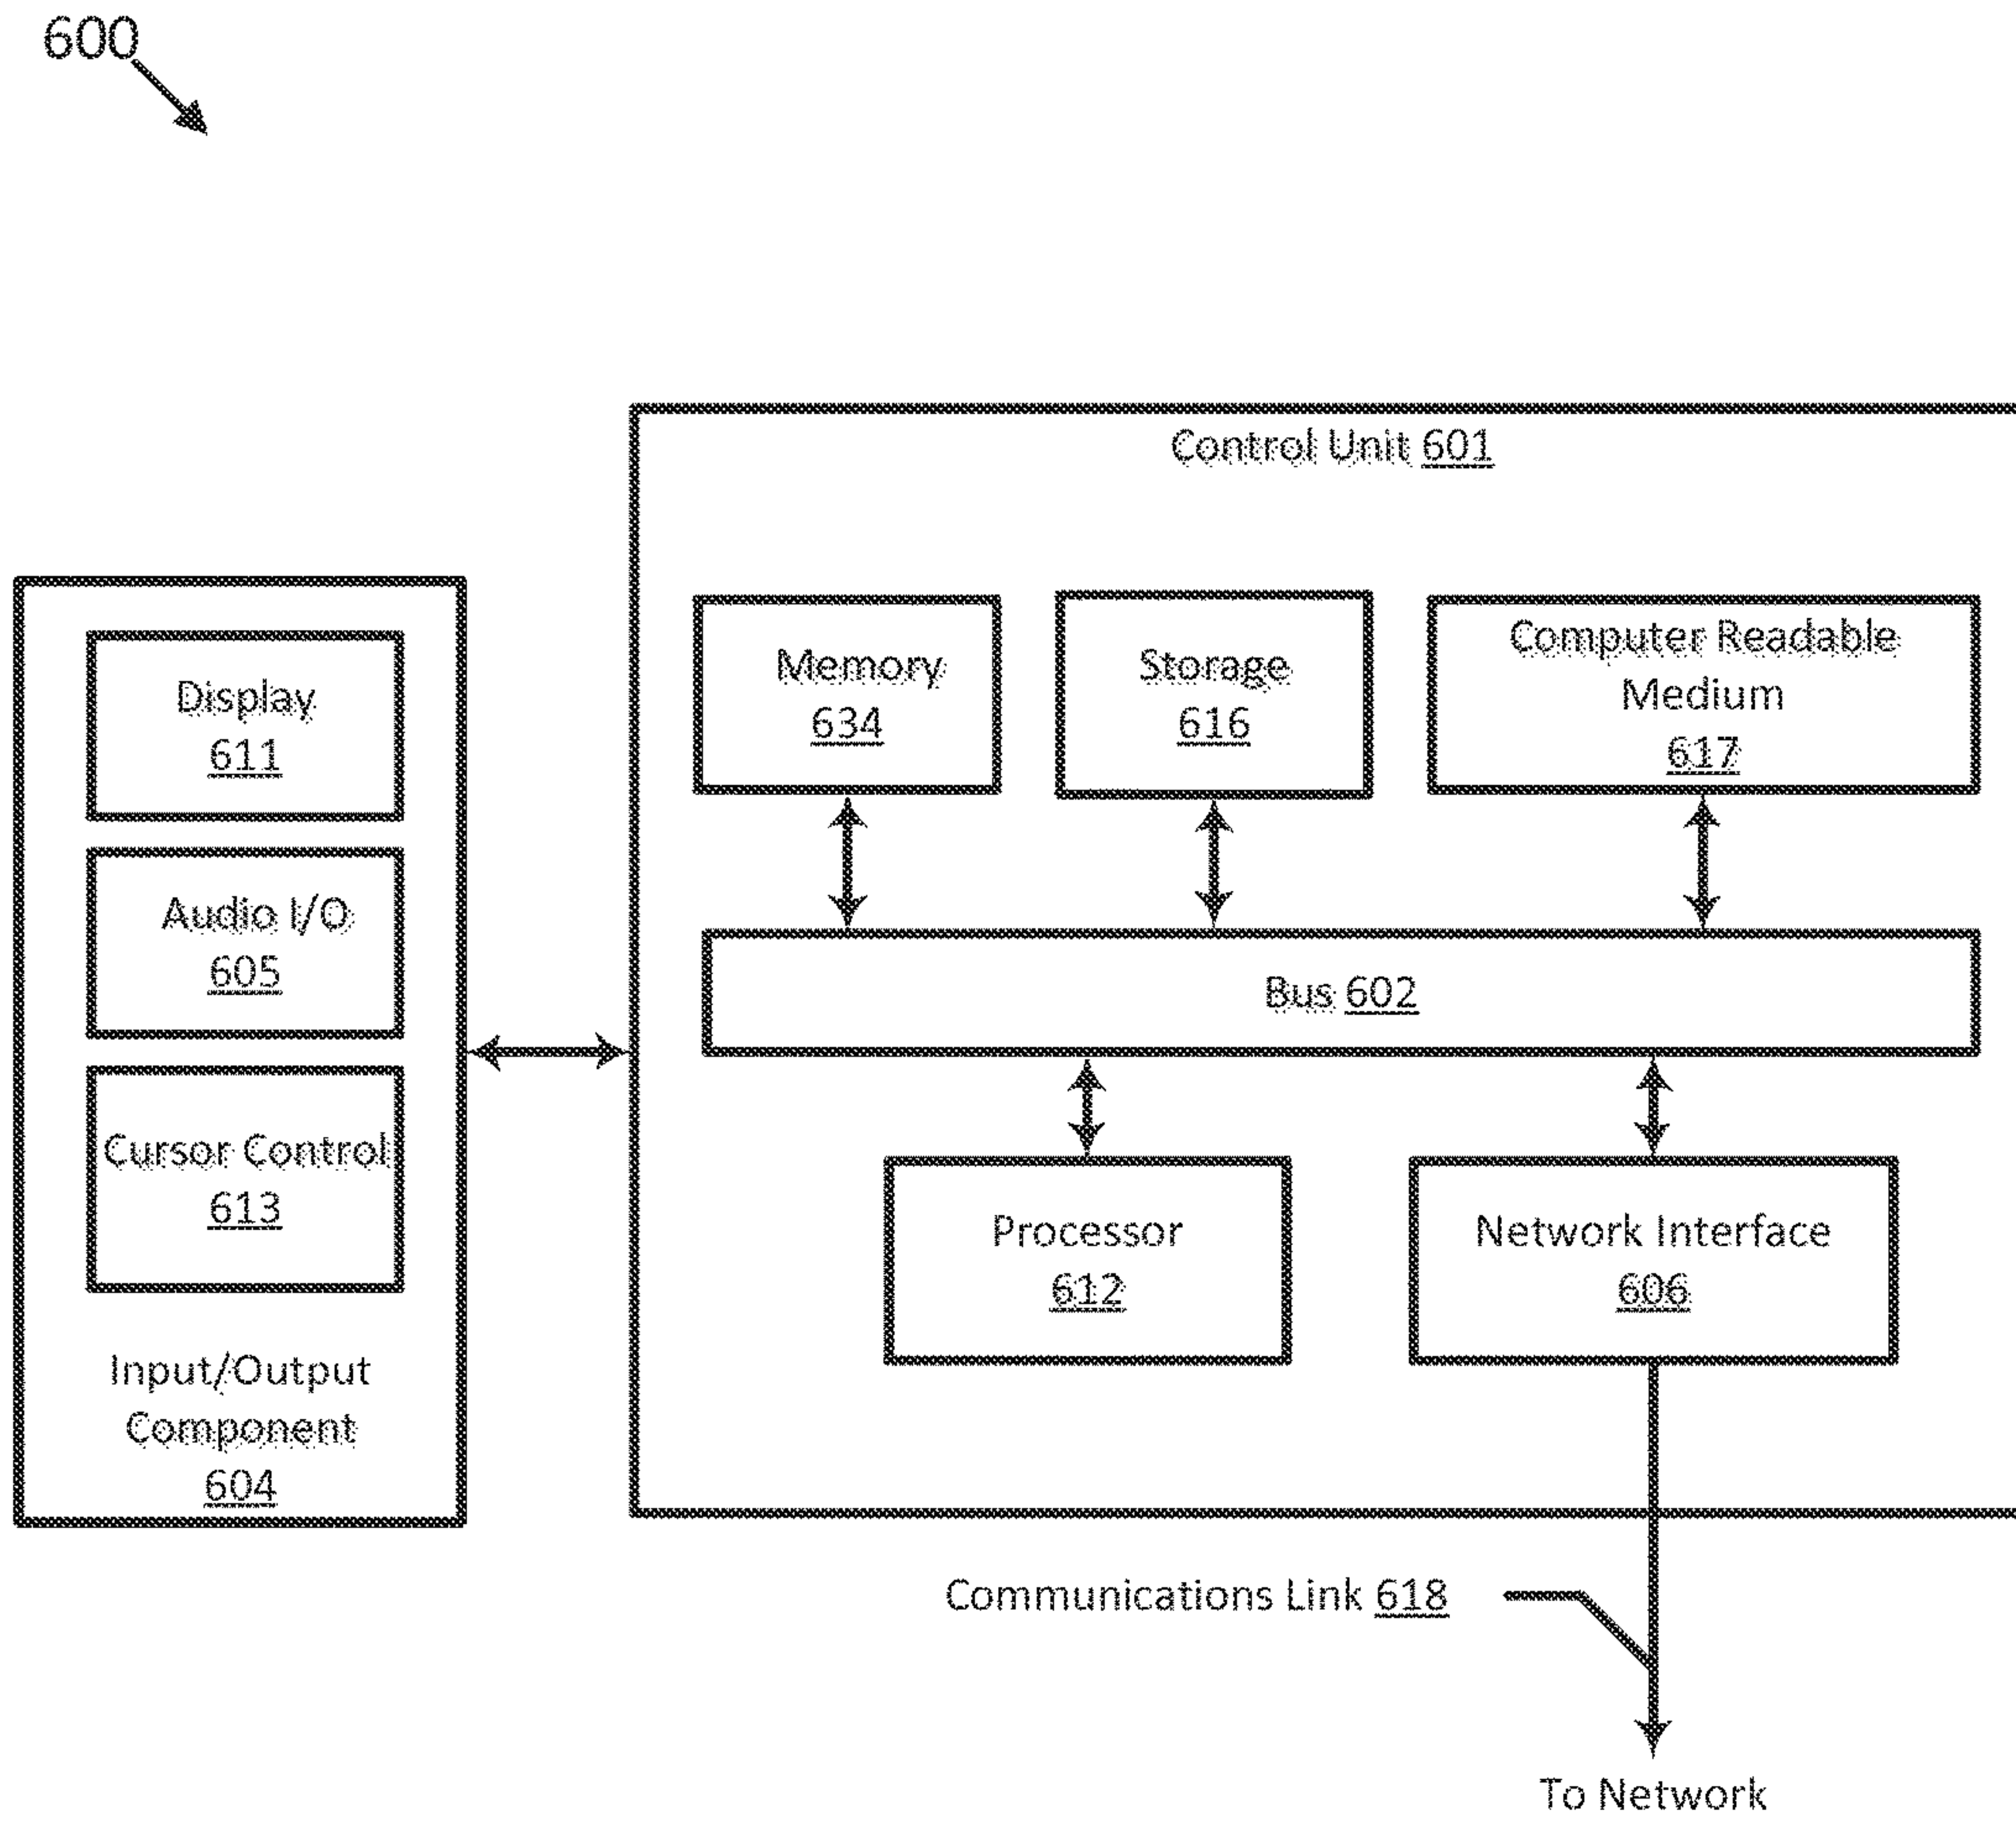 600
Control Unit 601
Memory
634
Storage
616
Computer Readable
Medium
617
Display
611
Audio I/O
605
Cursor Control
613
Input/Output
Component
604
Bus 602
Processor
612
Network Interface
606
Communications Link 618
To Network